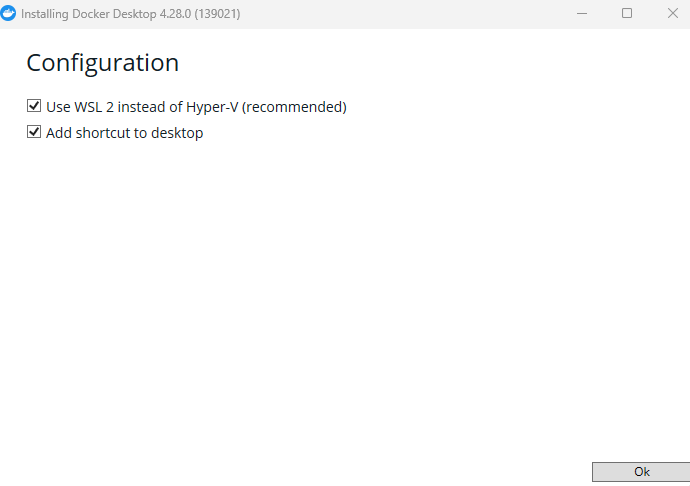 Installing Docker Desktop 4.28.0 (139021)
Configuration
Use WSL 2 instead of Hyper-V (recommended)
Add shortcut to desktop
Ok